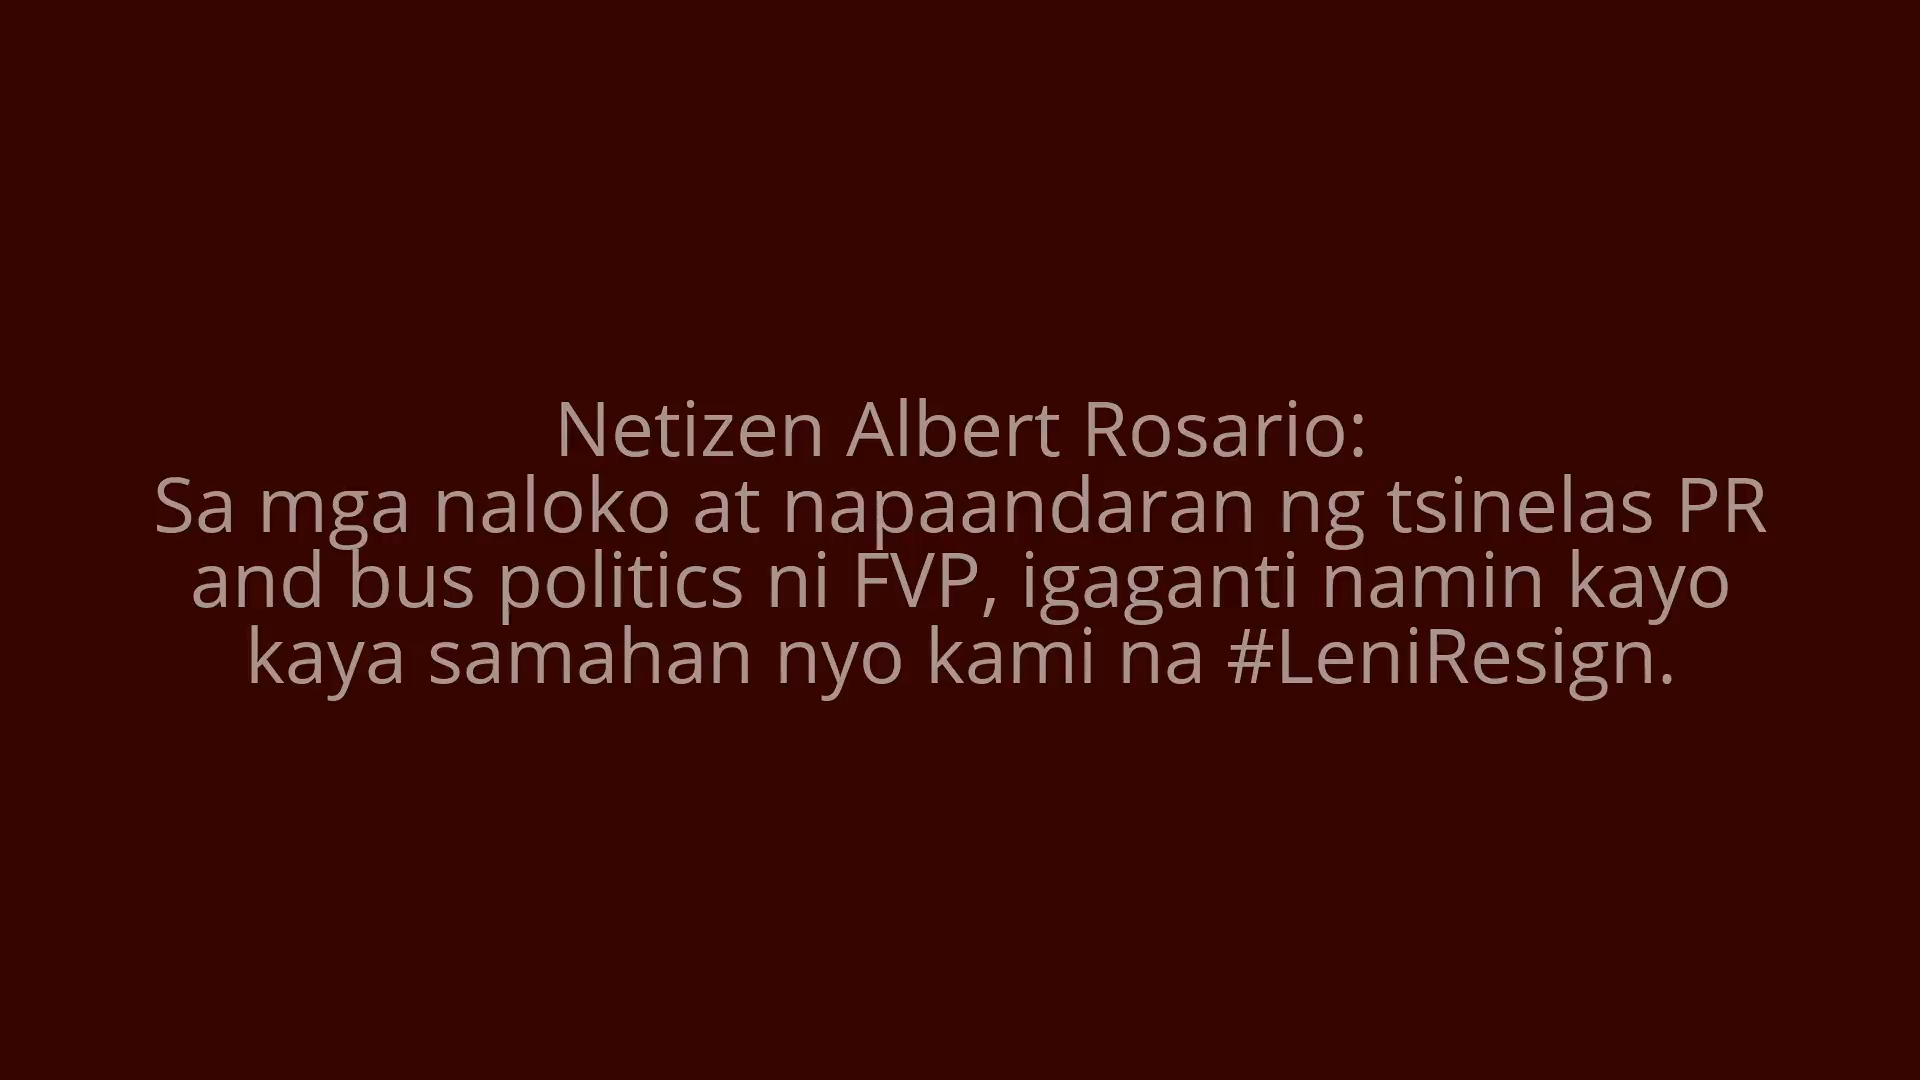 Netizen Albert Rosario:
Sa mga naloko at napaandaran ng tsinelas PR
and bus politics ni FVP, igaganti namin kayo
kaya samahan nyo kami na #LeniResign.